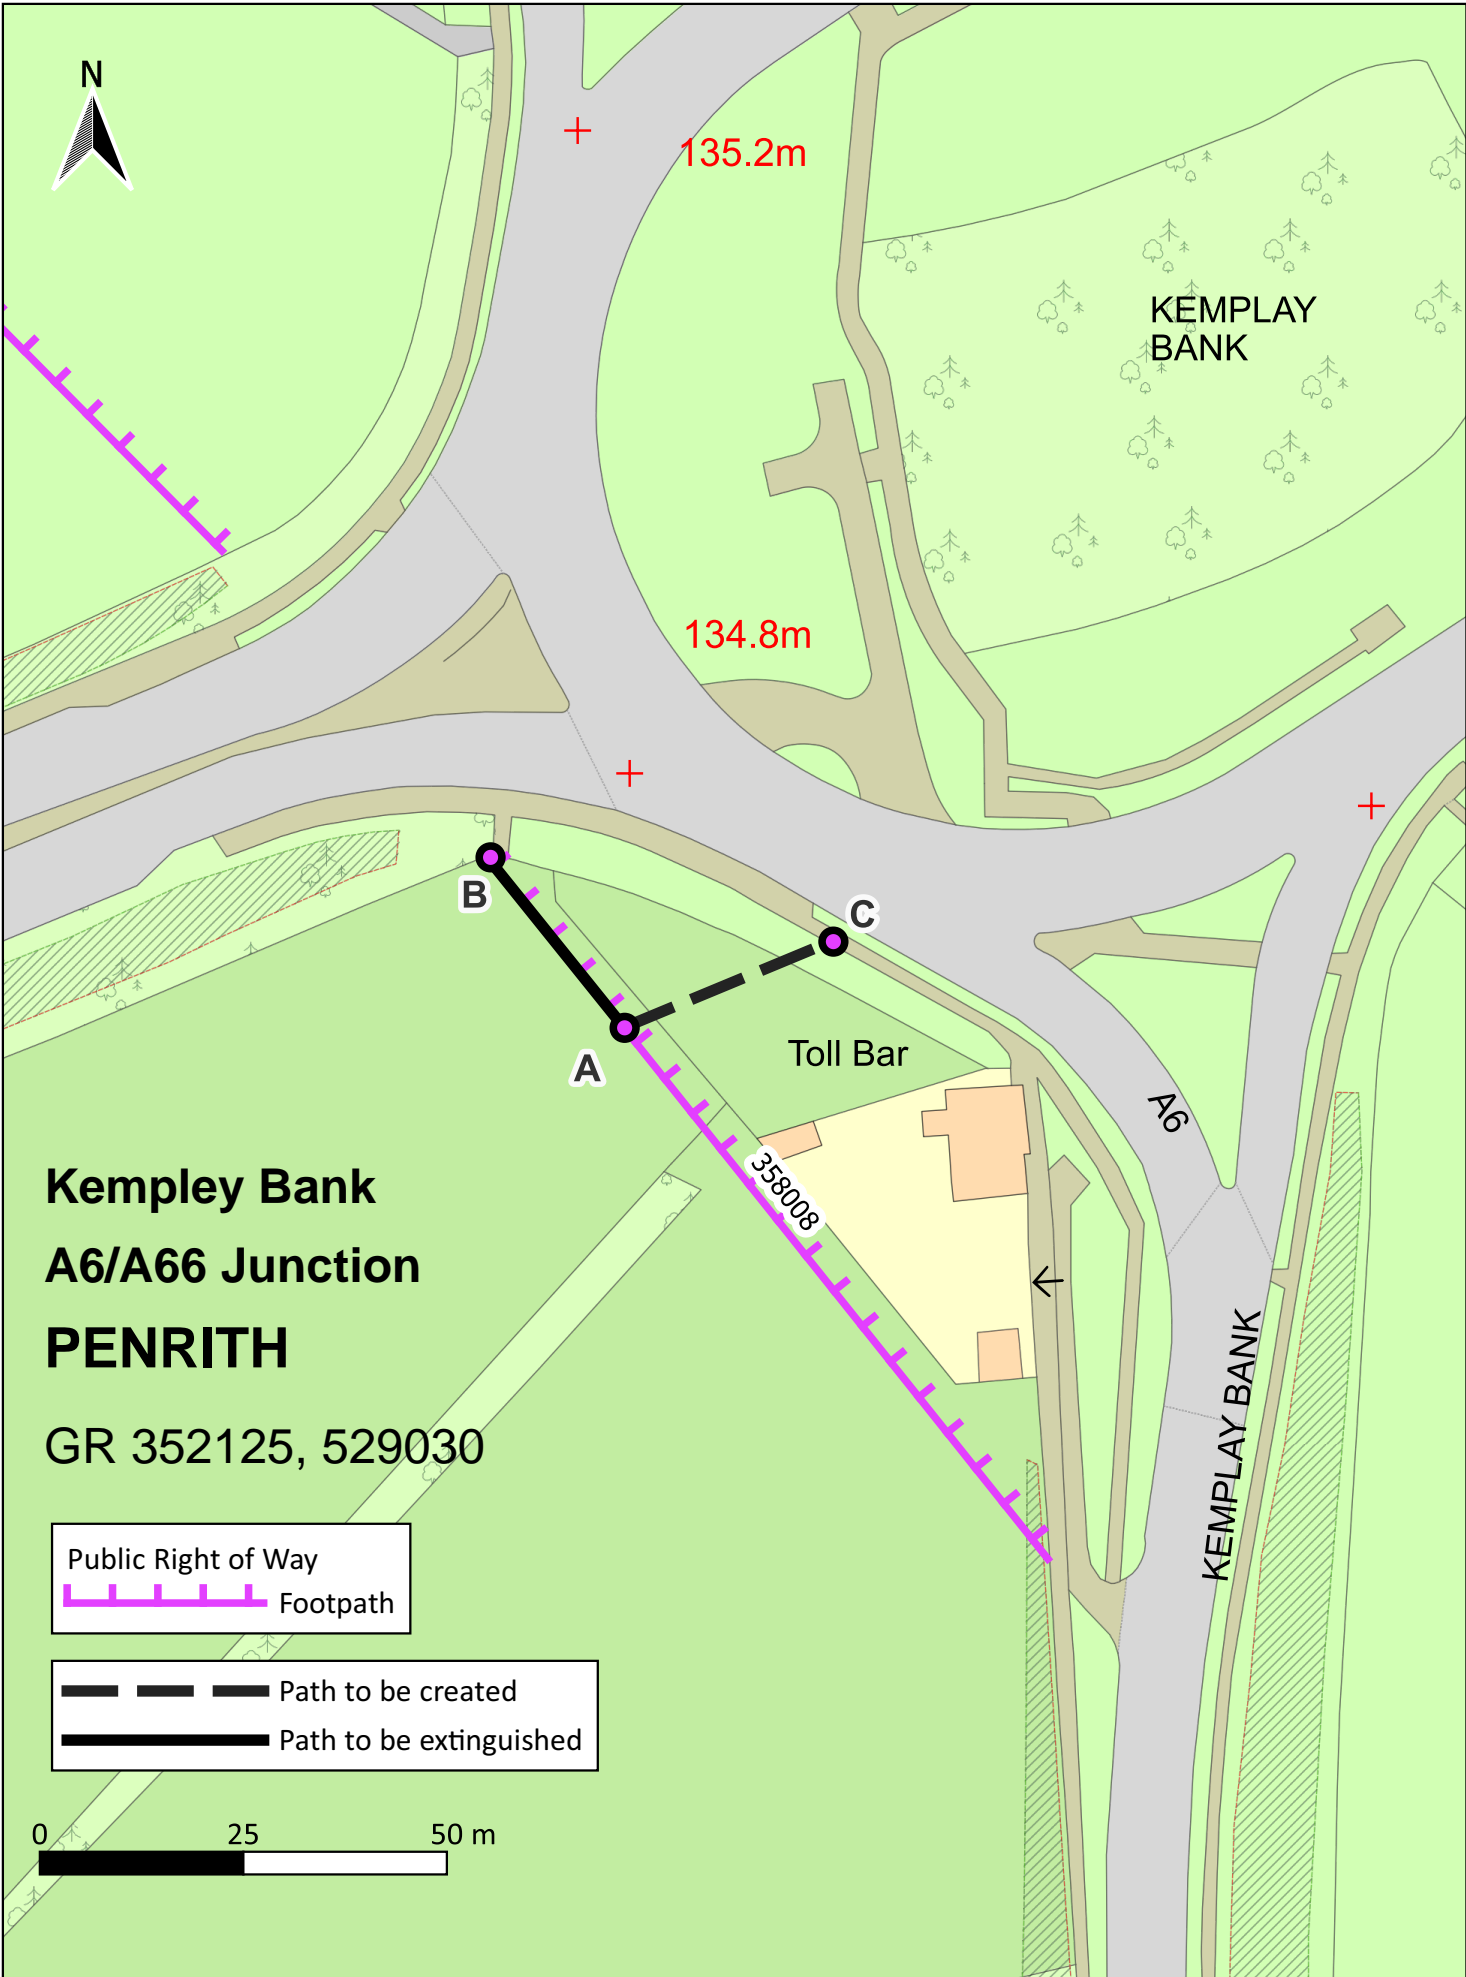 N
135.2m
KEMPLAY
BANK
134.8m
B
C
A
Toll Bar
A6
358008
KEMPLAY BANK
Kempley Bank
A6/A66 Junction
PENRITH
GR 352125, 529030
Public Right of Way
Footpath
Path to be created
Path to be extinguished
0 25 50 m